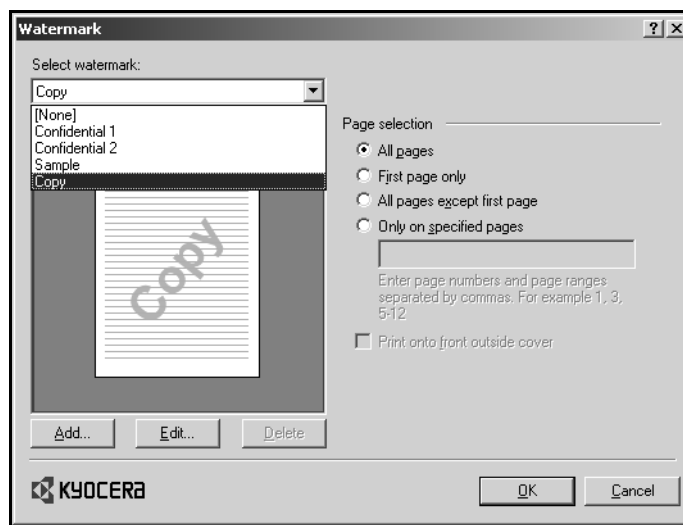 Watermark
Select watermark:
Copy
[None]
Confidential 1
Confidential 2
Sample
Copy
Copy
Add...
Edit...
Delete
Page selection
All pages
First page only
All pages except first page
Only on specified pages
Enter page numbers and page ranges
separated by commas. For example 1, 3,
5-12
Print onto front outside cover
KYOCERA
OK
Cancel